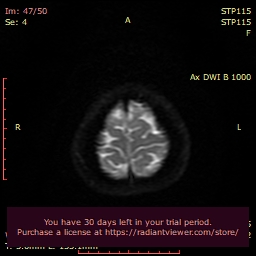 Im: 47/50
Se: 4
A
STP115
STP115
F
Ax DWI B 1000
R
L
You have 30 days left in your trial period.
Purchase a license at https://radiantviewer.com/store/